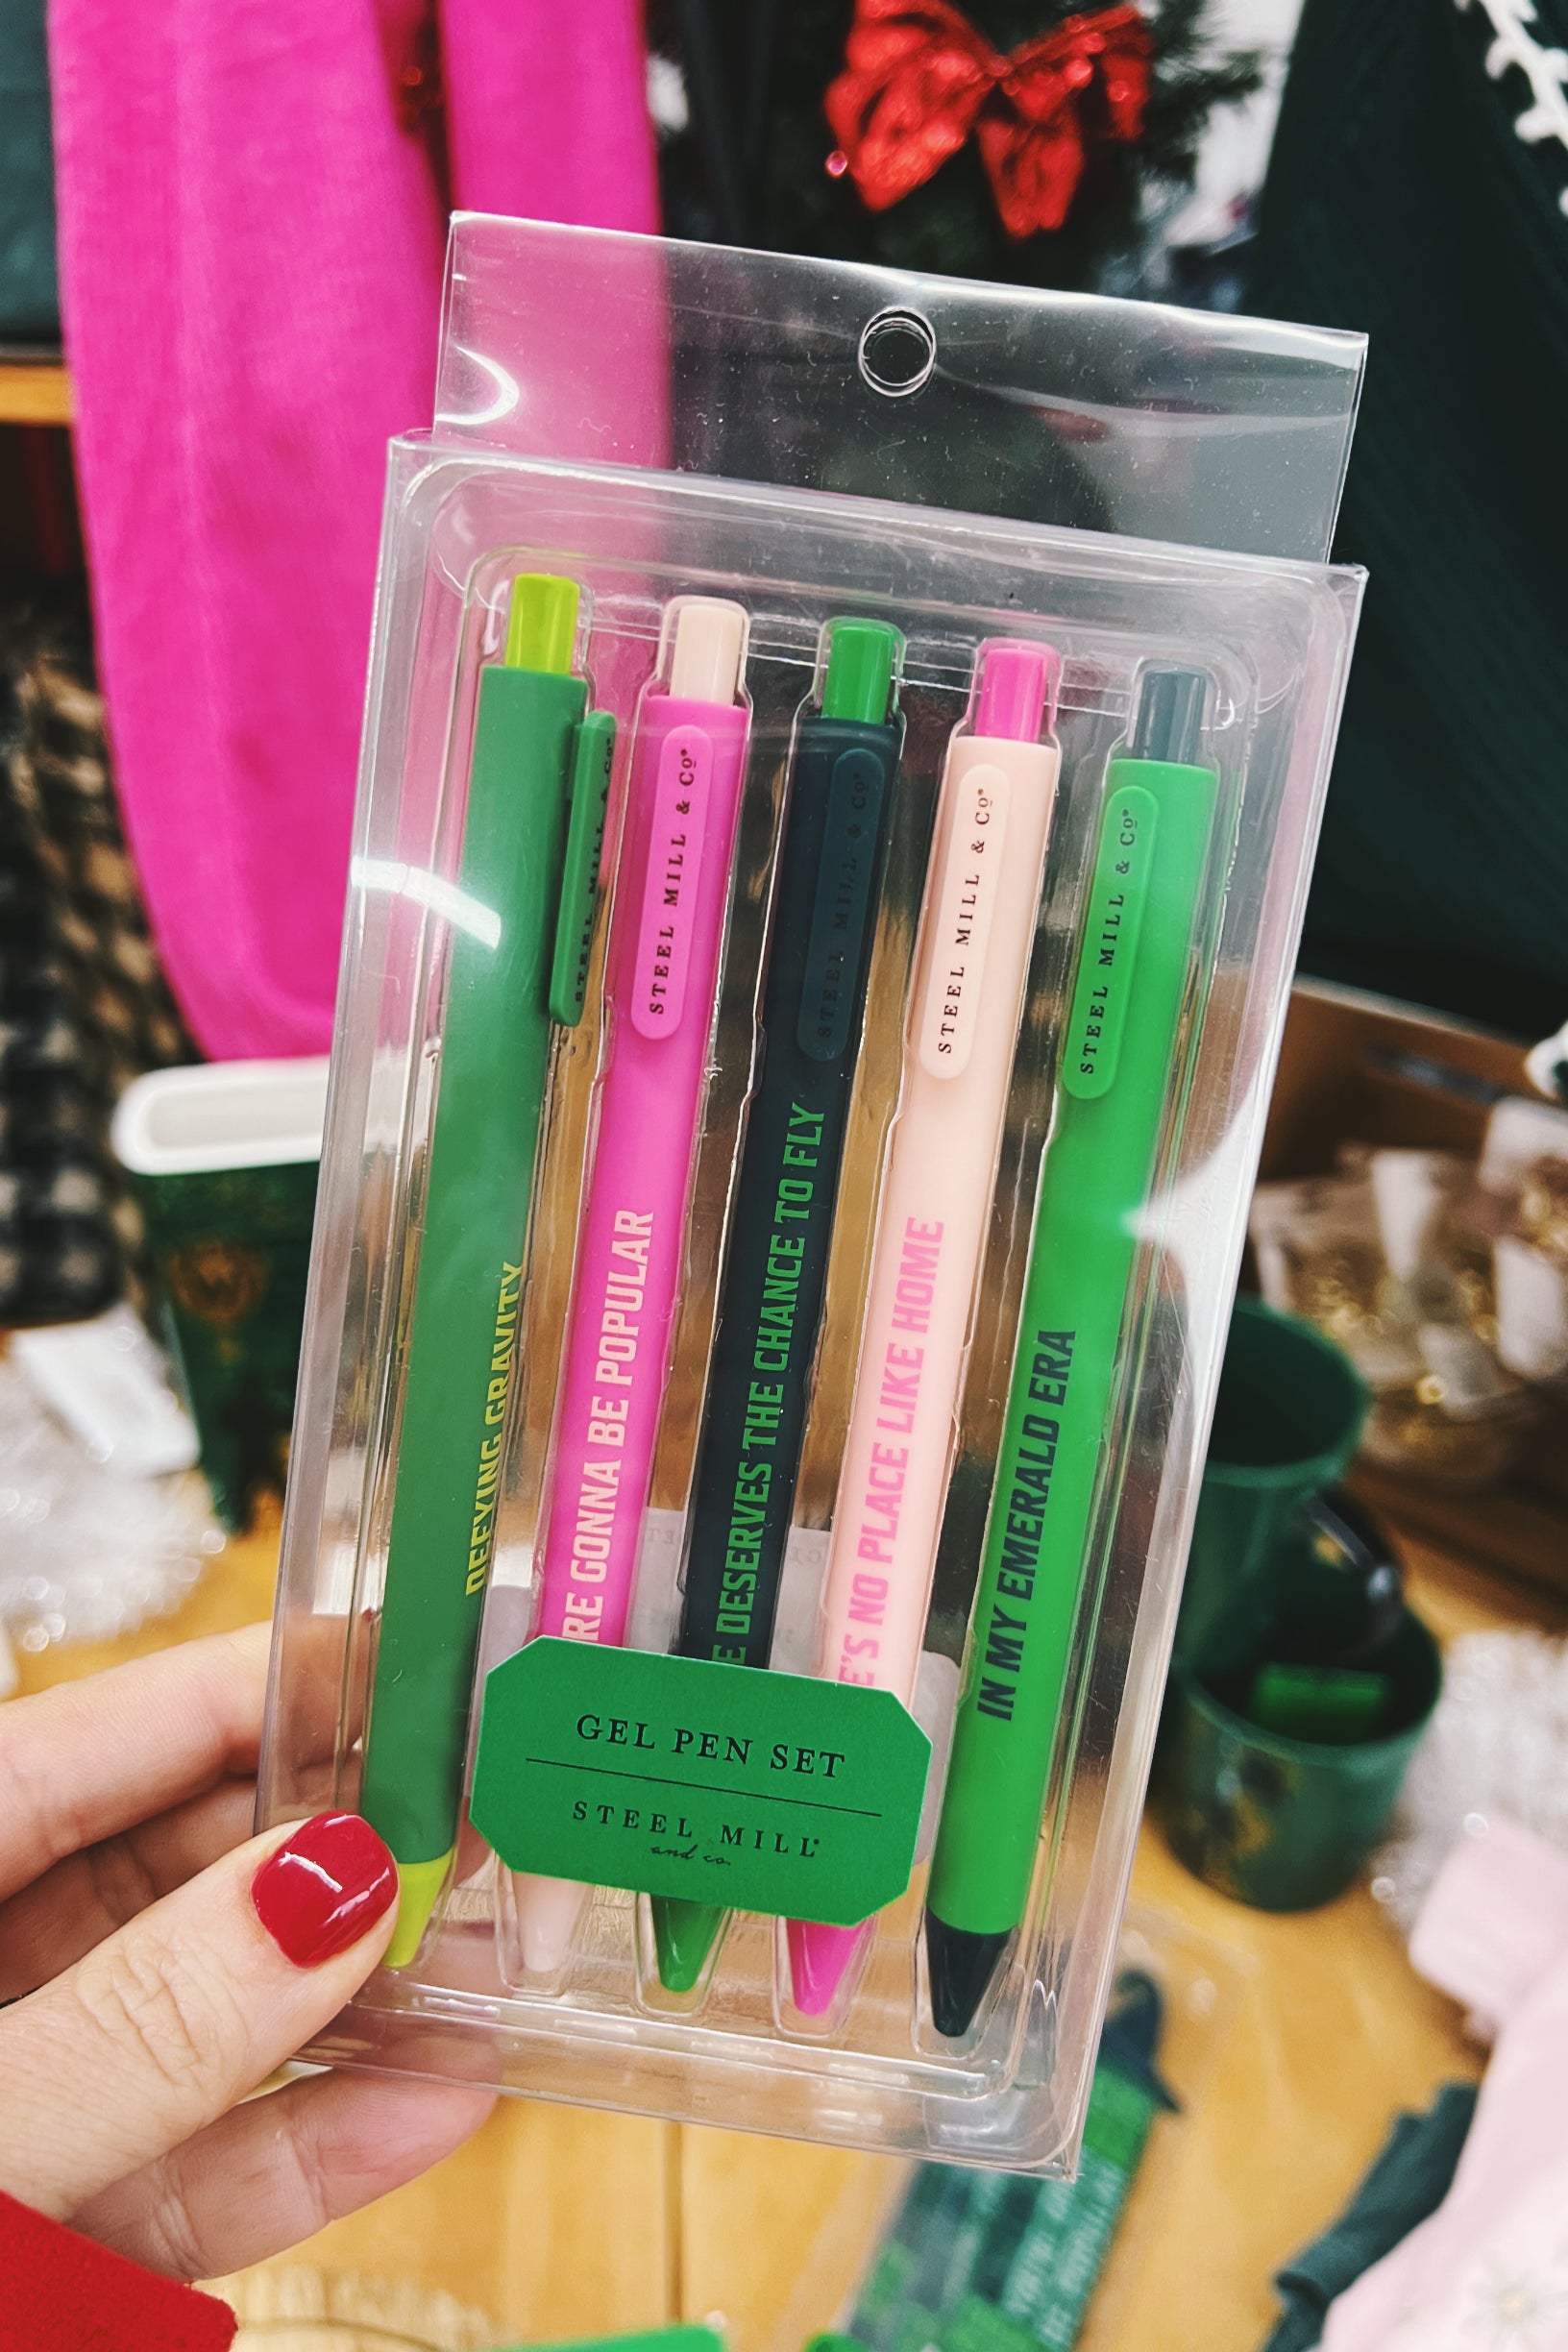 STEEL MILL & Co
DEFYING GRAVITY
STEEL MILL & Co
RE GONNA BE POPULAR
STEEL MILL & Co
E DESERVES THE CHANCE TO FLY
STEEL MILL & Co
E'S NO PLACE LIKE HOME
STEEL MILL & Co
IN MY EMERALD ERA
GEL PEN SET
STEEL MILL
and co.